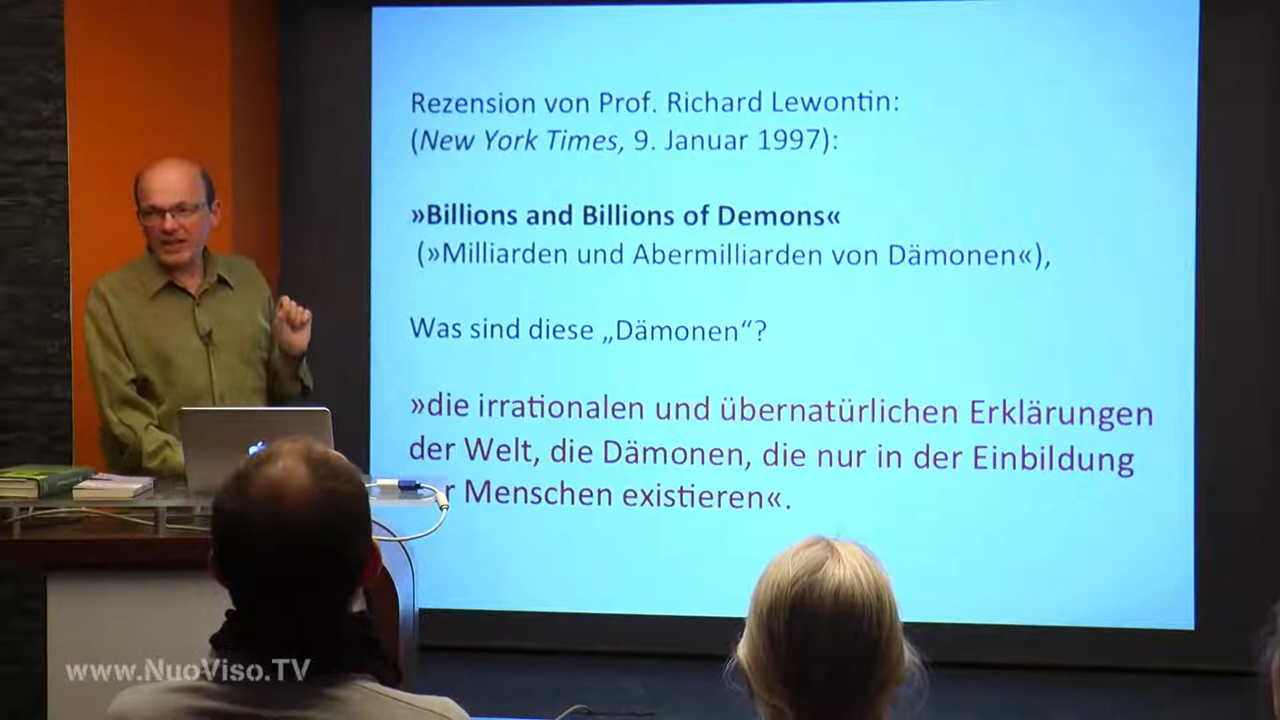 Rezension von Prof. Richard Lewontin:
(New York Times, 9. Januar 1997):
»Billions and Billions of Demons«
(»Milliarden und Abermilliarden von Dämonen«),
Was sind diese „Dämonen“?
»die irrationalen und übernatürlichen Erklärungen
der Welt, die Dämonen, die nur in der Einbildung
r Menschen existieren«.
www.NuoViso.TV